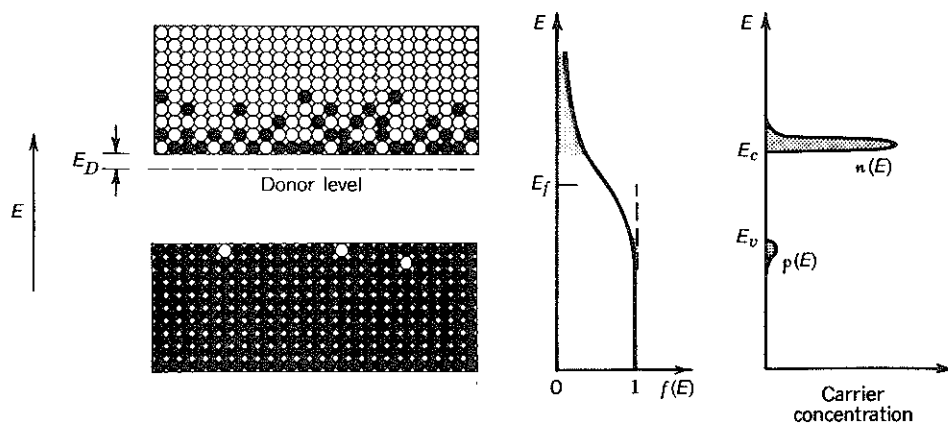 E
E_D
Donor level
E
E_f
0
1
f(E)
E
E_c
n(E)
E_v
p(E)
Carrier
concentration